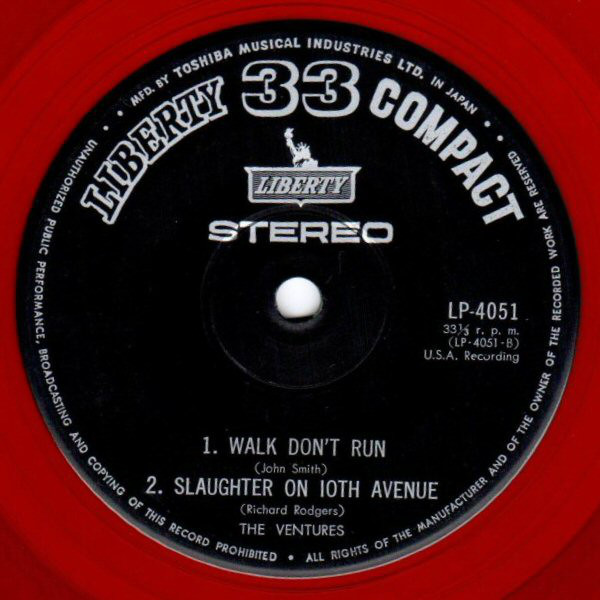 MFD. BY TOSHIBA MUSICAL INDUSTRIES LTD. IN JAPAN
LIBERTY 33 COMPACT
LIBERTY
STEREO
LP-4051
33⅓ r. p. m.
(LP-4051-B)
U.S.A. Recording
1. WALK DON'T RUN
(John Smith)
2. SLAUGHTER ON 10TH AVENUE
(Richard Rodgers)
THE VENTURES
UNAUTHORIZED PUBLIC PERFORMANCE, BROADCASTING AND COPYING OF THIS RECORD PROHIBITED • ALL RIGHTS OF THE MANUFACTURER AND OF THE OWNER OF THE RECORDED WORK ARE RESERVED